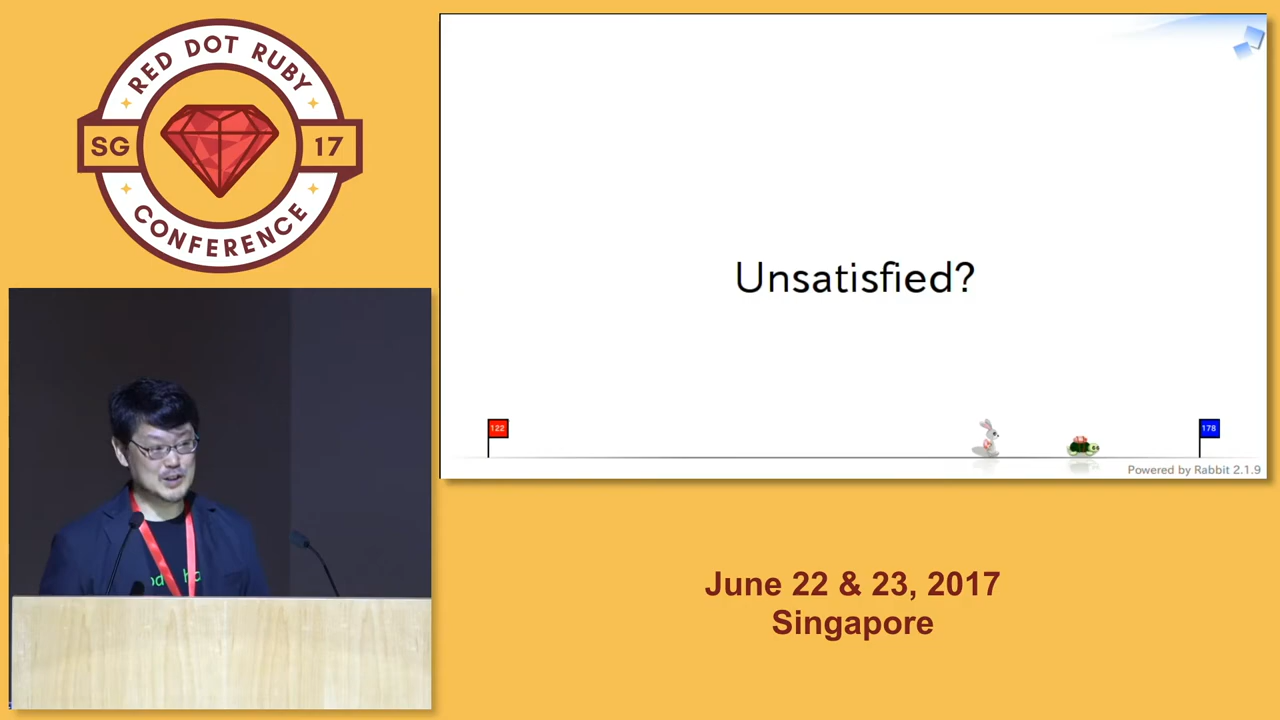 RED DOT RUBY
SG 17
CONFERENCE
Unsatisfied?
122
178
Powered by Rabbit 2.1.9
June 22 & 23, 2017
Singapore